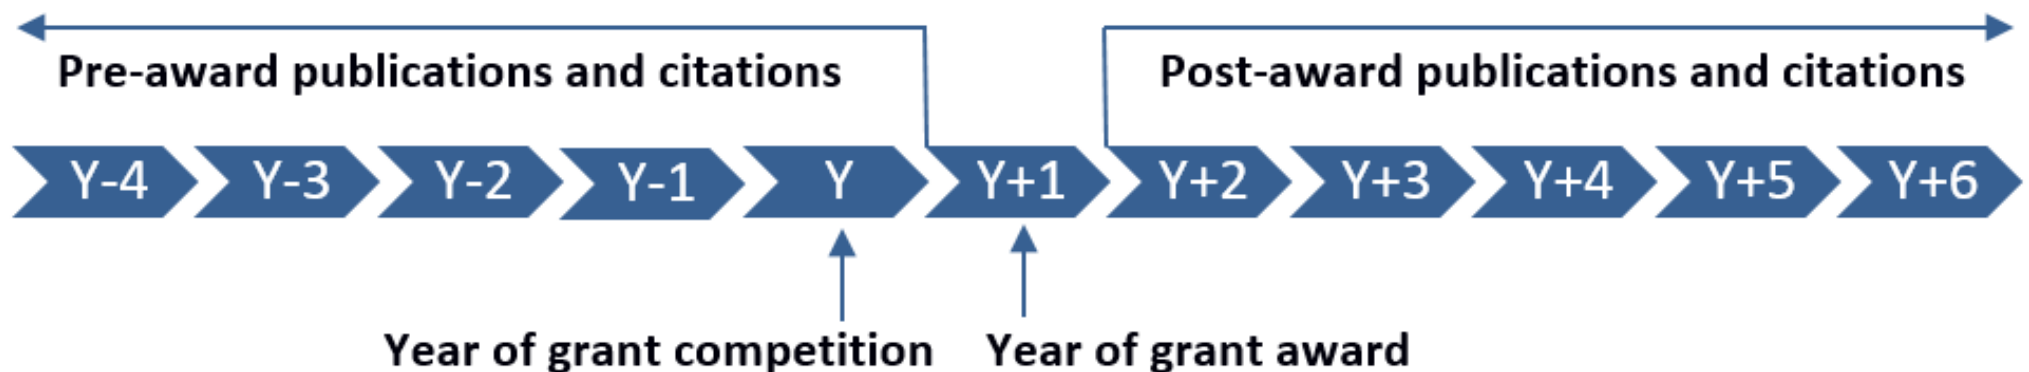 Pre-award publications and citations
Post-award publications and citations
Y-4 Y-3 Y-2 Y-1 Y Y+1 Y+2 Y+3 Y+4 Y+5 Y+6
Year of grant competition
Year of grant award